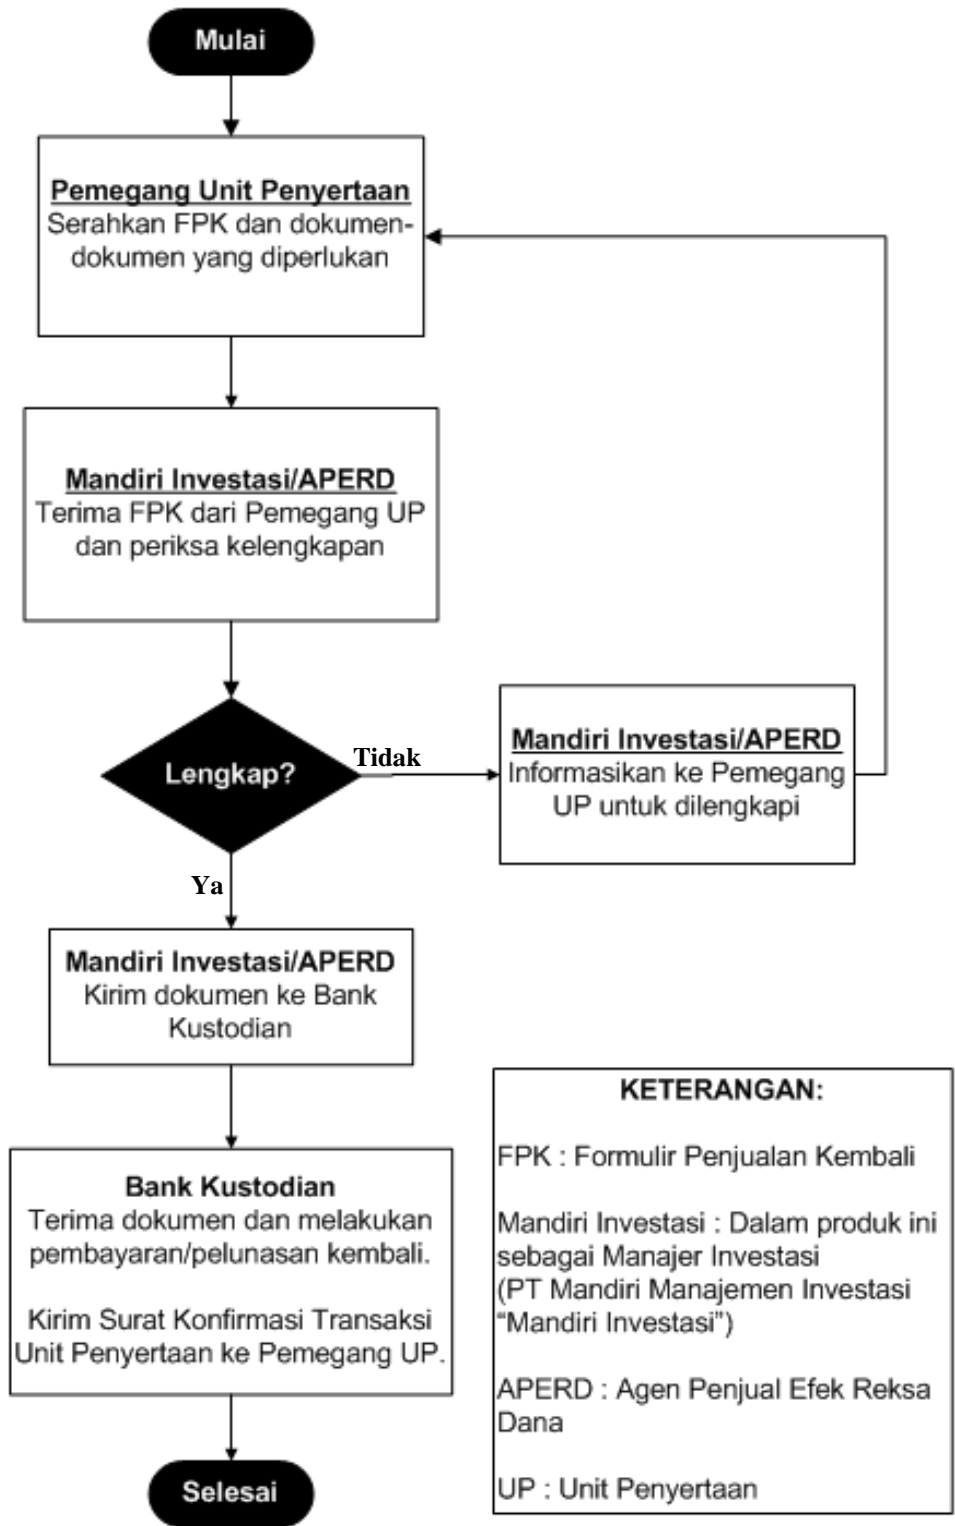 Mulai
Pemegang Unit Penyertaan
Serahkan FPK dan dokumen-
dokumen yang diperlukan
Mandiri Investasi/APERD
Terima FPK dari Pemegang UP
dan periksa kelengkapan
Lengkap?
Tidak
Mandiri Investasi/APERD
Informasikan ke Pemegang
UP untuk dilengkapi
Ya
Mandiri Investasi/APERD
Kirim dokumen ke Bank
Kustodian
Bank Kustodian
Terima dokumen dan melakukan
pembayaran/pelunasan kembali.
Kirim Surat Konfirmasi Transaksi
Unit Penyertaan ke Pemegang UP.
Selesai
KETERANGAN:
FPK : Formulir Penjualan Kembali
Mandiri Investasi : Dalam produk ini
sebagai Manajer Investasi
(PT Mandiri Manajemen Investasi
“Mandiri Investasi”)
APERD : Agen Penjual Efek Reksa
Dana
UP : Unit Penyertaan